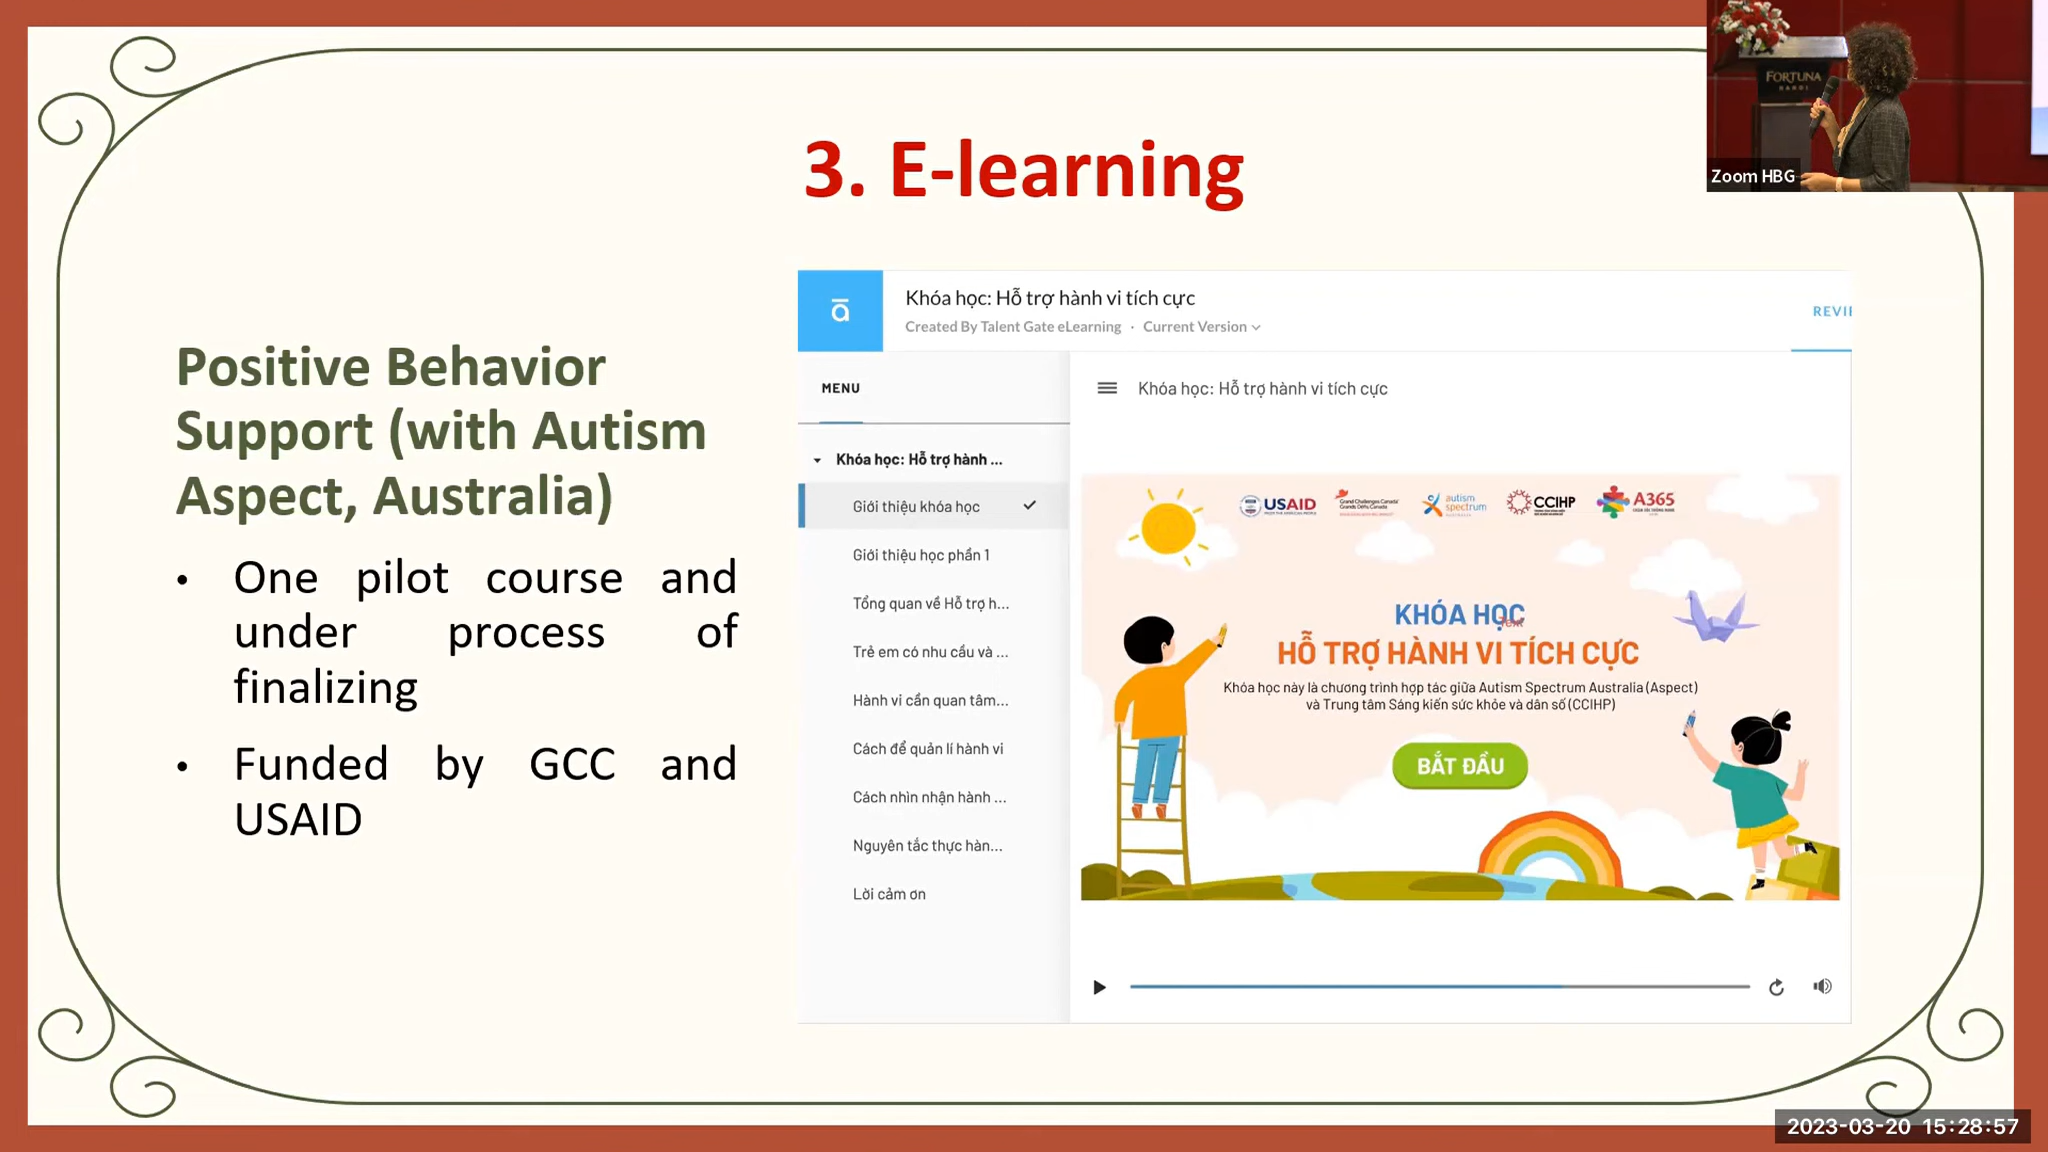 3. E-learning
FORTUNA
HANOI
Zoom HBG
Positive Behavior
Support (with Autism
Aspect, Australia)
• One pilot course and
under process of
finalizing
• Funded by GCC and
USAID
ā
Khóa học: Hỗ trợ hành vi tích cực
Created By Talent Gate eLearning · Current Version
REVIE
MENU
Khóa học: Hỗ trợ hành ...
Giới thiệu khóa học
Giới thiệu học phần 1
Tổng quan về Hỗ trợ h...
Trẻ em có nhu cầu và ...
Hành vi cần quan tâm...
Cách để quản lí hành vi
Cách nhìn nhận hành ...
Nguyên tắc thực hàn...
Lời cảm ơn
Khóa học: Hỗ trợ hành vi tích cực
USAID
Grand Challenges Canada
Grands Défis Canada
autism
spectrum
AUSTRALIA
CCIHP
A365
KHÓA HỌC
Text
HỖ TRỢ HÀNH VI TÍCH CỰC
Khóa học này là chương trình hợp tác giữa Autism Spectrum Australia (Aspect)
và Trung tâm Sáng kiến sức khỏe và dân số (CCIHP)
BẮT ĐẦU
2023-03-20 15:28:57